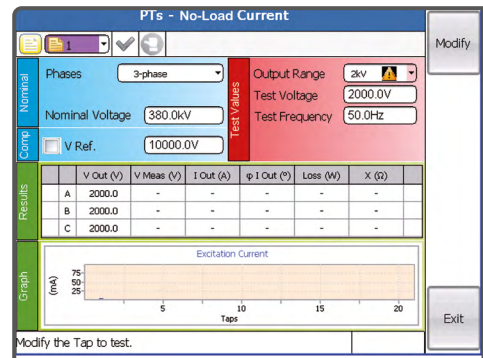 PTs - No-Load Current
1
Modify
Nominal
Phases
3-phase
Nominal Voltage
380.0kV
Test Values
Output Range
2kV
Test Voltage
2000.0V
Test Frequency
50.0Hz
Comp
V Ref.
10000.0V
Results
V Out (V) V Meas (V) I Out (A) φ I Out (º) Loss (W) X (Ω)
A 2000.0 - - - - -
B 2000.0 - - - - -
C 2000.0 - - - - -
Graph
Excitation Current
(mA)
75
50
25
5 10 15 20
Taps
Exit
Modify the Tap to test.